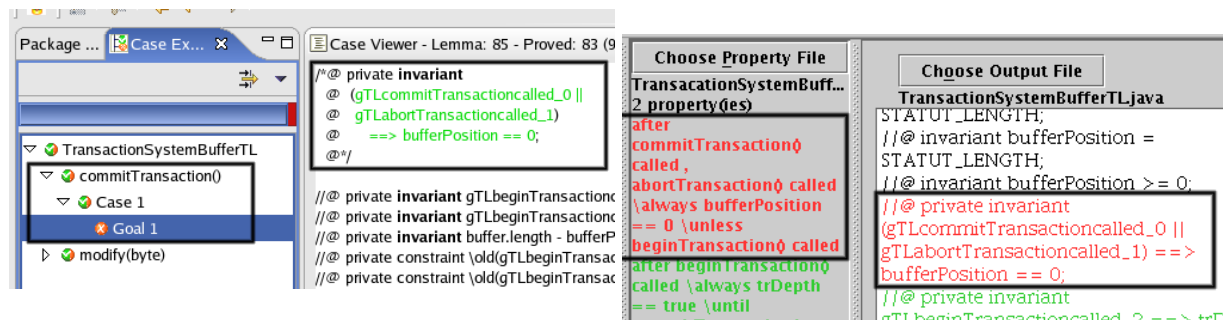 Package ...
Case Ex...
TransactionSystemBufferTL
commitTransaction()
Case 1
Goal 1
modify(byte)
Case Viewer - Lemma: 85 - Proved: 83 (9
/*@ private invariant
@ (gTLcommitTransactioncalled_0 ||
@ gTLabortTransactioncalled_1)
@ ==> bufferPosition == 0;
@*/
//@ private invariant gTLbeginTransactionc
//@ private invariant gTLbeginTransactionc
//@ private invariant buffer.length - bufferP
//@ private constraint \old(gTLbeginTransac
//@ private constraint \old(gTLbeginTransac
Choose Property File
TransacationSystemBuff...
2 property(ies)
after
commitTransaction()
called ,
abortTransaction() called
\always bufferPosition
== 0 \unless
beginTransaction() called
after beginTransaction()
called \always trDepth
== true \until
Choose Output File
TransactionSystemBufferTL.java
STATUT_LENGTH;
//@ invariant bufferPosition =
STATUT_LENGTH;
//@ invariant bufferPosition >= 0;
//@ private invariant
(gTLcommitTransactioncalled_0 ||
gTLabortTransactioncalled_1) ==>
bufferPosition == 0;
//@ private invariant
gTLbeginTransactioncalled_2 ==> trD